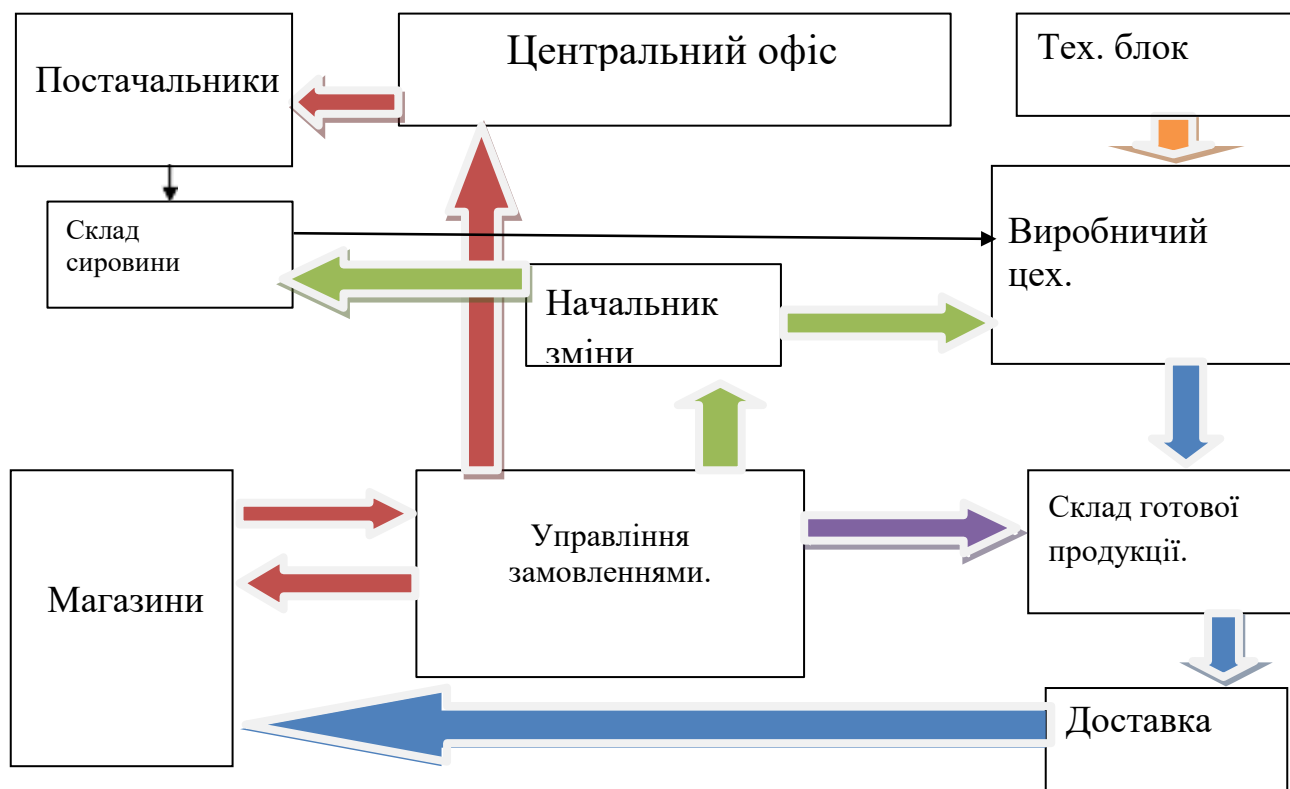 Постачальники
Центральний офіс
Тех. блок
Склад
сировини
Виробничий
цех.
Начальник
зміни
Магазини
Управління
замовленнями.
Склад готової
продукції.
Доставка